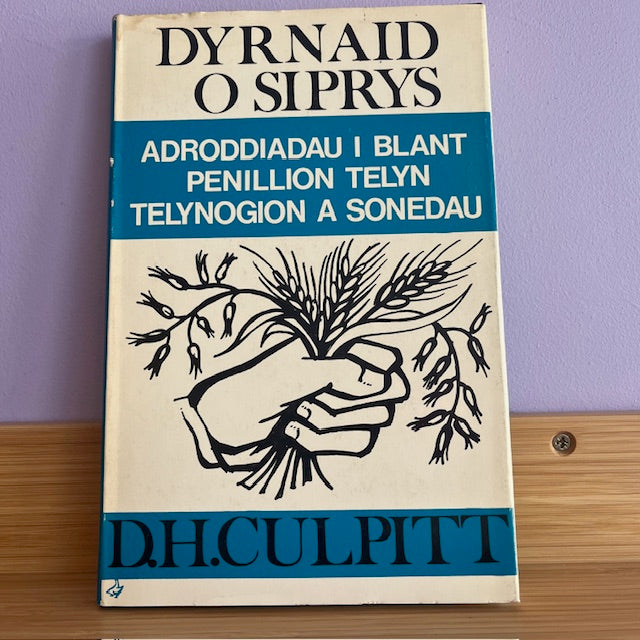 DYRNAID
O SIPRYS
ADRODDIADAU I BLANT
PENILLION TELYN
TELYNOGION A SONEDAU
D.H.CULPITT